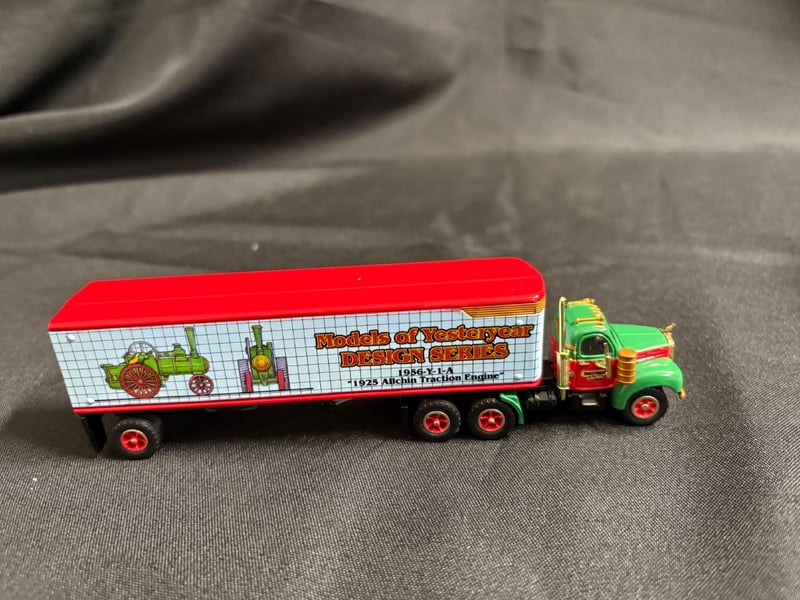 Models of Yesteryear
DESIGN SERIES
1956-Y-1-A
"1925 Allchin Traction Engine"